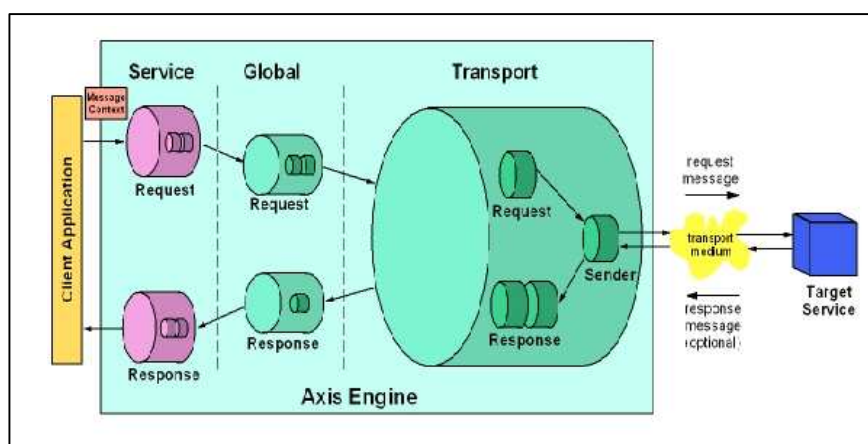 Service
Global
Transport
Message
Context
Client Application
Request
Request
Request
Sender
Response
Response
Response
Axis Engine
request
message
transport
medium
response
message
(optional)
Target
Service